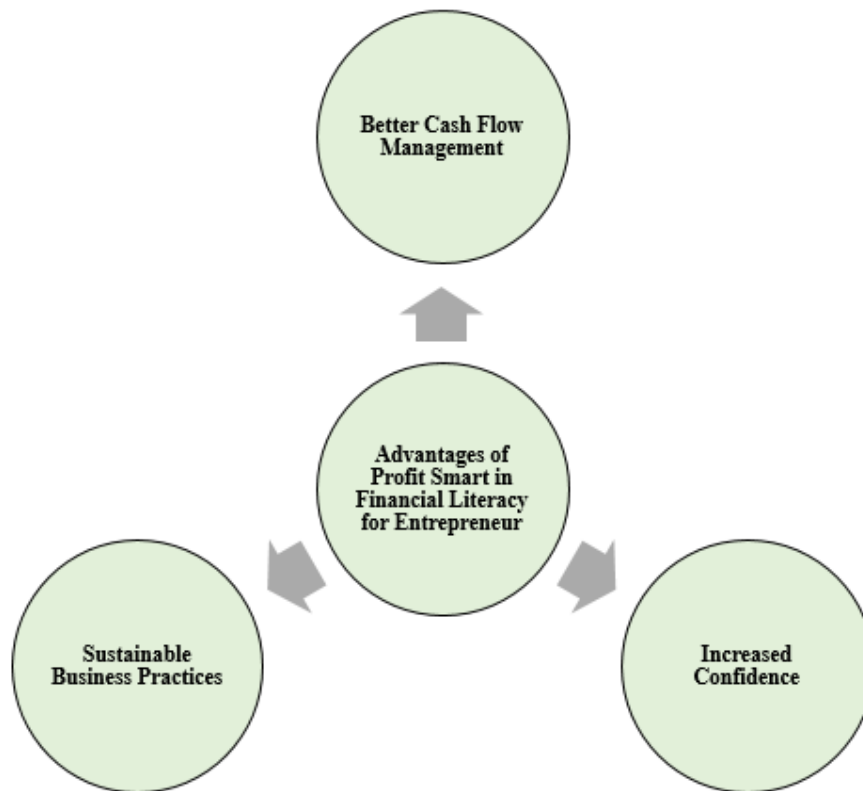 Better Cash Flow
Management
Advantages of
Profit Smart in
Financial Literacy
for Entrepreneur
Sustainable
Business Practices
Increased
Confidence